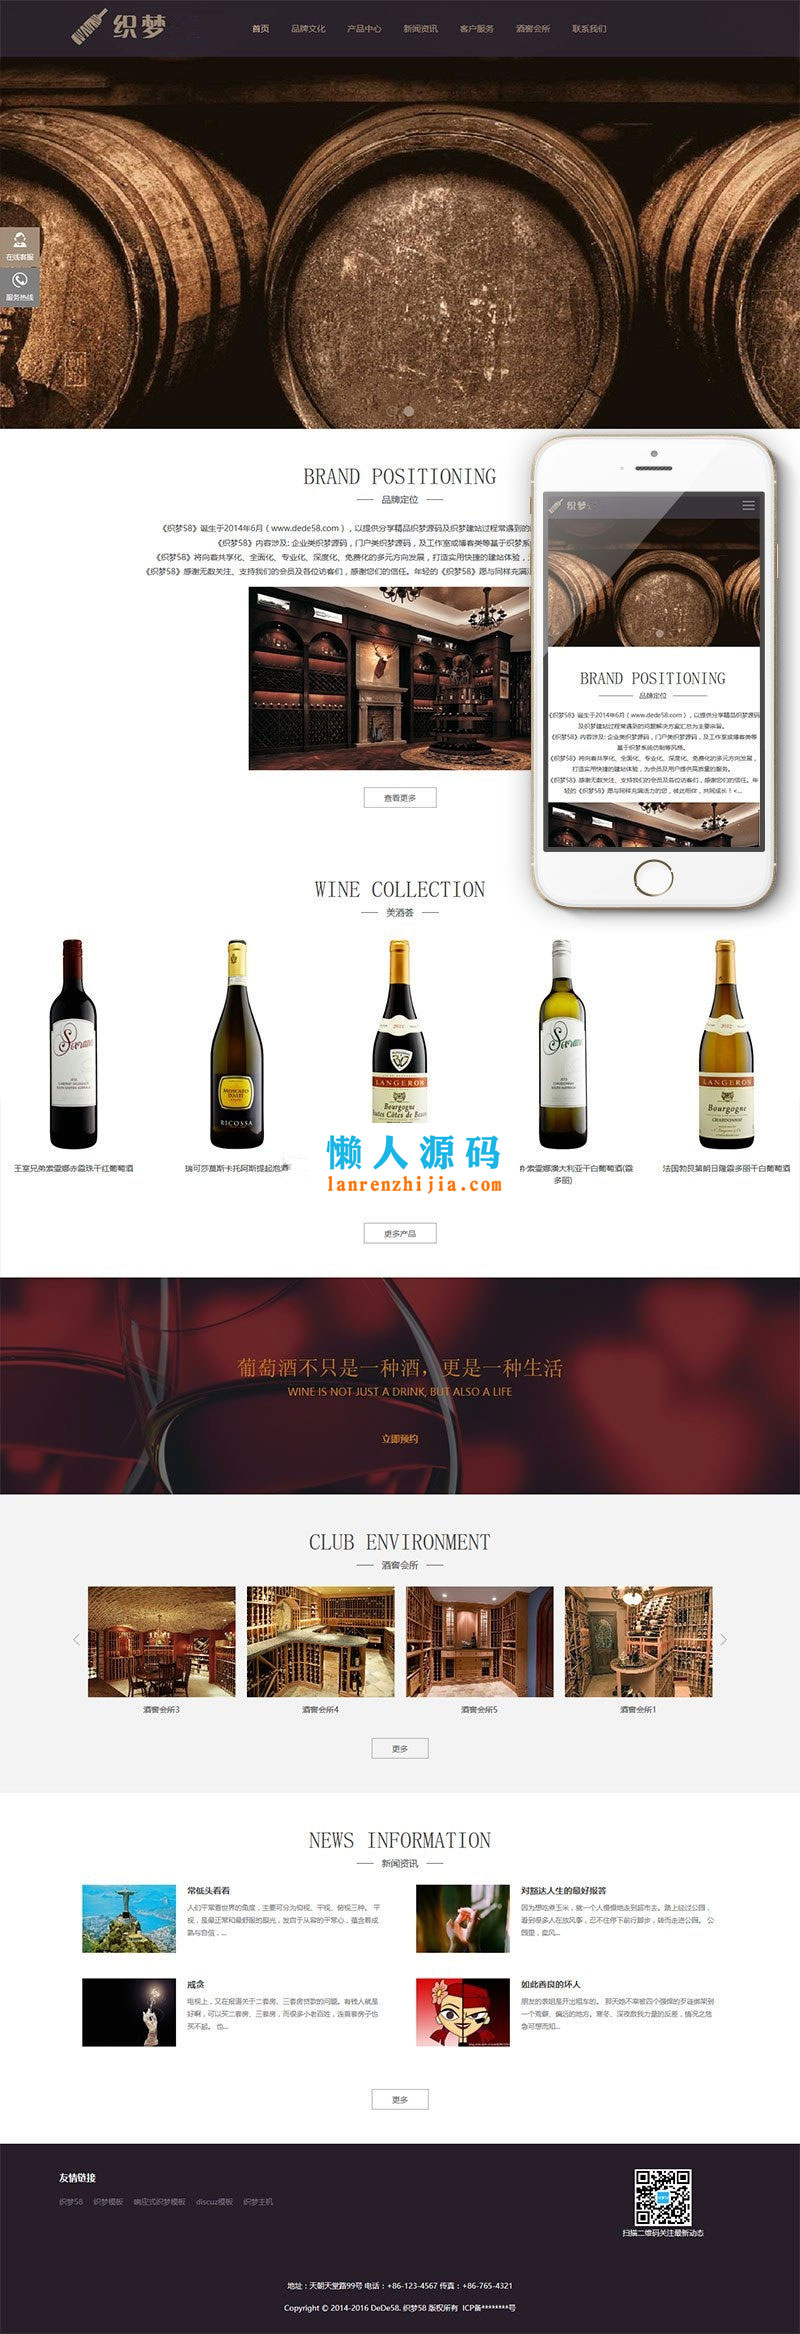 织梦
首页 品牌文化 产品中心 新闻资讯 客户服务 酒窖会所 联系我们
在线客服
服务热线
BRAND POSITIONING
品牌定位
《织梦58》诞生于2014年6月（www.dede58.com），以提供分享精品织梦源码及织梦建站过程常遇到的
《织梦58》内容涉及: 企业类织梦源码，门户类织梦源码，及工作室或博客类等基于织梦系
《织梦58》将向着共享化、全面化、专业化、深度化、免费化的多元方向发展，打造实用快捷的建站体验，
《织梦58》感谢无数关注、支持我们的会员及各位访客们，感谢您们的信任。年轻的《织梦58》愿与同样充满
查看更多
织梦
BRAND POSITIONING
品牌定位
《织梦58》诞生于2014年6月（www.dede58.com），以提供分享精品织梦源码
及织梦建站过程常遇到的问题解决方案汇总为主要宗旨。
《织梦58》内容涉及: 企业类织梦源码，门户类织梦源码，及工作室或博客类等
基于织梦系统仿制等风格。
《织梦58》将向着共享化、全面化、专业化、深度化、免费化的多元方向发展，
打造实用快捷的建站体验，为会员及用户提供高质量的服务。
《织梦58》感谢无数关注、支持我们的会员及各位访客们，感谢您们的信任。年
轻的《织梦58》愿与同样充满活力的您，彼此相伴，共同成长！<...
WINE COLLECTION
美酒荟
MOSCATO
D'ASTI
RICOSSA
2011
LANGERON
Bourgogne
Hautes Côtes de Beaune
2012
LANGERON
Bourgogne
CHARDONNAY
王室兄弟索雷娜赤霞珠干红葡萄酒
瑞可莎莫斯卡托阿斯提起泡酒
索雷娜澳大利亚干白葡萄酒(霞
多丽)
法国勃艮第朗日隆霞多丽干白葡萄酒
懒人源码
lanrenzhijia.com
更多产品
葡萄酒不只是一种酒，更是一种生活
WINE IS NOT JUST A DRINK, BUT ALSO A LIFE
立即预约
CLUB ENVIRONMENT
酒窖会所
酒窖会所3
酒窖会所4
酒窖会所5
酒窖会所1
更多
NEWS INFORMATION
新闻资讯
常低头看看
人们平常看世界的角度，主要可分为仰视、平视、俯视三种。 平
视，是最正常和最舒服的眼光，发自于从容的平常心，蕴含着成
熟与自信，...
对豁达人生的最好报答
因为想吃煮玉米，就一个人慢慢地走到超市去。路上经过公园，
看到很多人在放风筝，忍不住停下前行脚步，转而走进公园。 公
园里，柔风...
戒贪
电视上，又在报道关于二套房、三套房贷款的问题。有钱人就是
好啊，可以买二套房、三套房，而很多小老百姓，连首套房子也
买不起。 也...
如此善良的坏人
朋友的表姐是开出租车的。 那天她不幸被四个强悍的歹徒绑架到
一个荒僻、偏远的地方。寒冬、深夜敌我力量的反差，情况之危
急可想而知...
更多
友情链接
织梦58 织梦模板 响应式织梦模板 discuz模板 织梦主机
扫描二维码关注最新动态
地址：天朝天堂路99号 电话：+86-123-4567 传真：+86-765-4321
Copyright © 2014-2016 DeDe58. 织梦58 版权所有 ICP备********号